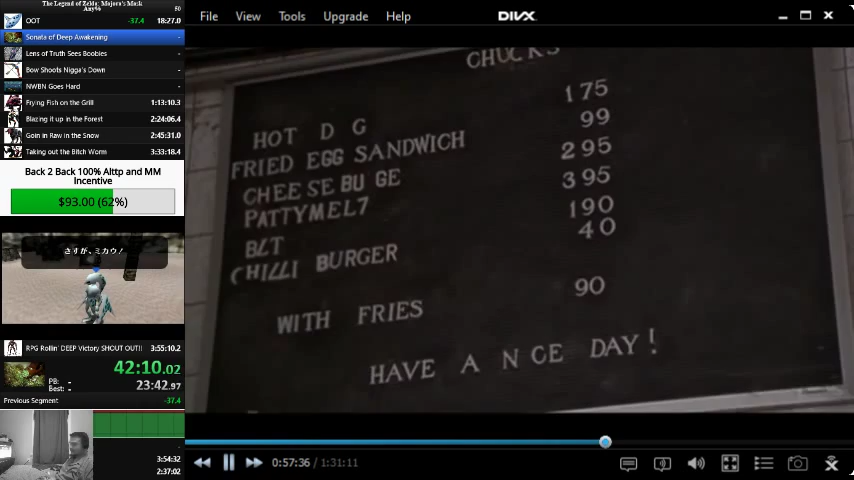 The Legend of Zelda: Majora's Mask
Any%
50
OOT -37.4 18:27.0
Sonata of Deep Awakening -
Lens of Truth Sees Boobies -
Bow Shoots Nigga's Down -
NWBN Goes Hard -
Frying Fish on the Grill 1:13:10.3
Blazing it up in the Forest 2:24:06.4
Goin in Raw in the Snow 2:45:31.0
Taking out the Bitch Worm 3:33:18.4
Back 2 Back 100% Alttp and MM
Incentive
$93.00 (62%)
さすが、ミカウ!
RPG Rollin' DEEP Victory SHOUT OUT!! 3:55:10.2
42:10.02
PB: -
Best: -
23:42.97
Previous Segment -37.4
-
3:54:32
2:37:02
File View Tools Upgrade Help
DIVX
CHUCKS
HOT D G 175
FRIED EGG SANDWICH 99
CHEESE BU GE 295
PATTYMEL7 395
BLT 190
CHILLI BURGER 40
WITH FRIES 90
HAVE A N CE DAY!
0:57:36 / 1:31:11